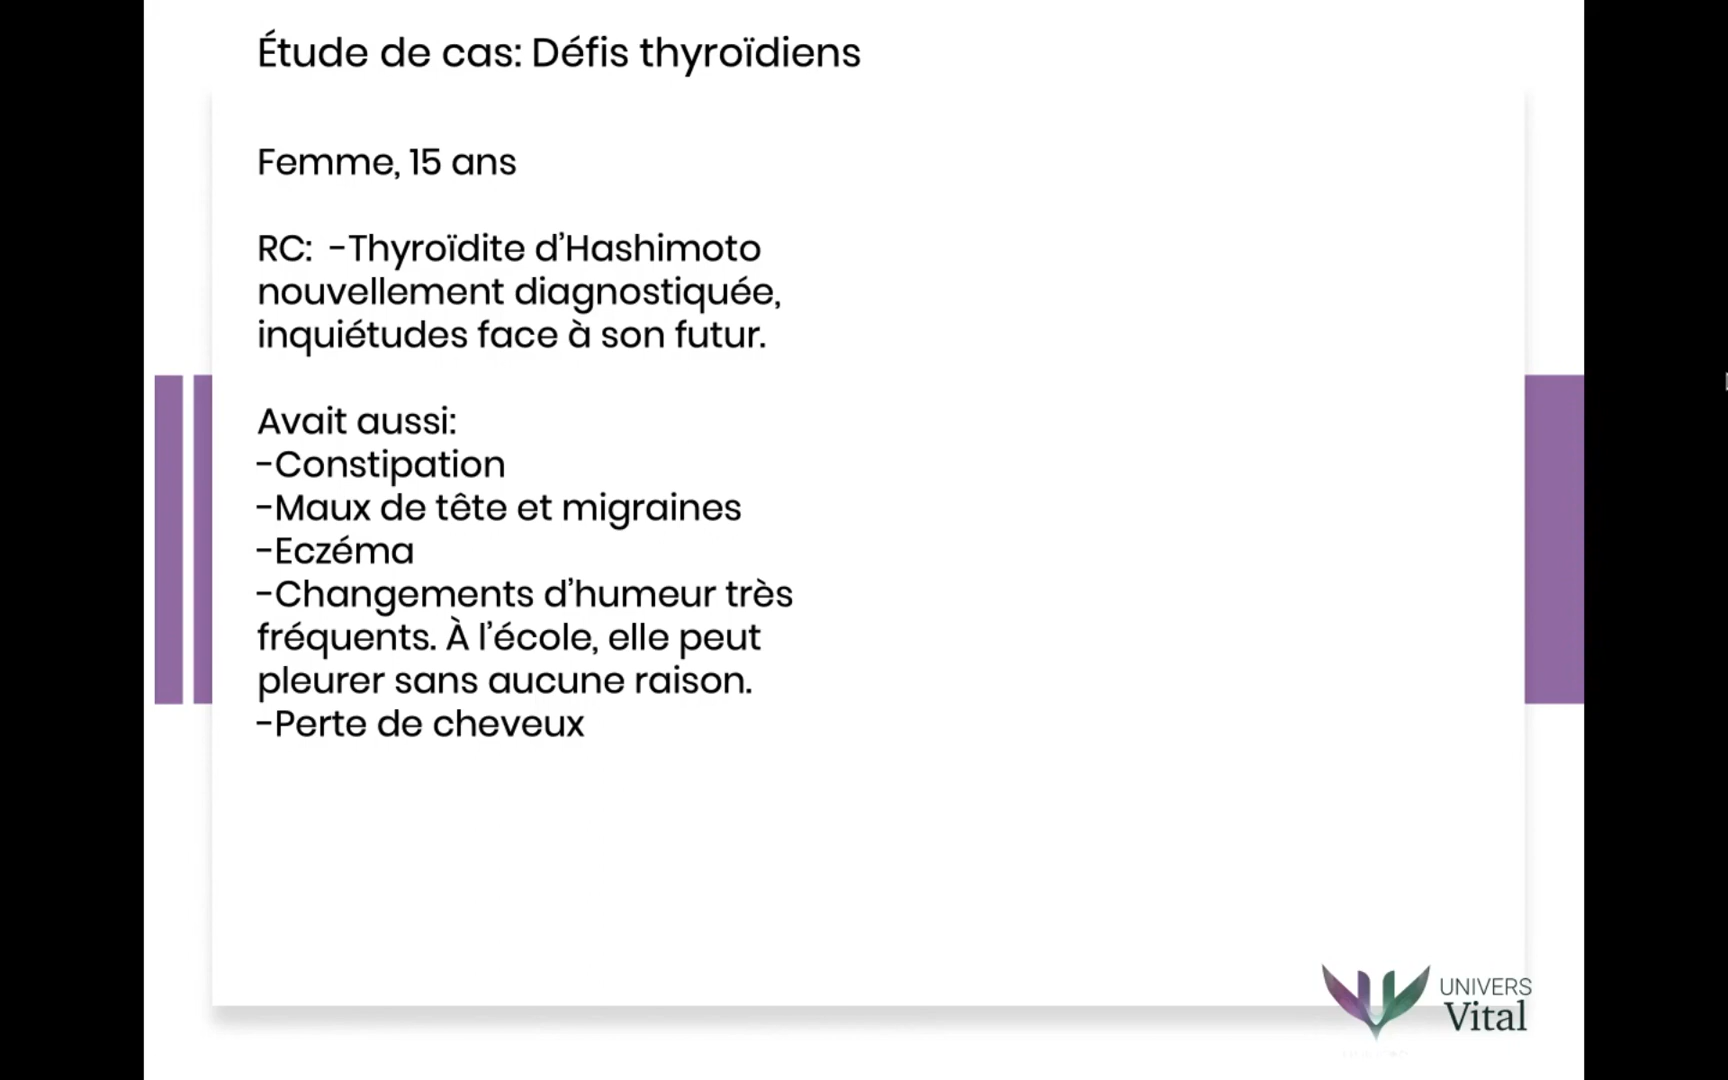 Étude de cas: Défis thyroïdiens
Femme, 15 ans
RC:  -Thyroïdite d'Hashimoto
nouvellement diagnostiquée,
inquiétudes face à son futur.
Avait aussi:
-Constipation
-Maux de tête et migraines
-Eczéma
-Changements d'humeur très
fréquents. À l'école, elle peut
pleurer sans aucune raison.
-Perte de cheveux
UNIVERS
Vital